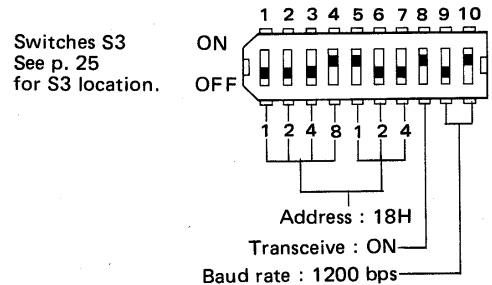 1 2 3 4 5 6 7 8 9 10
Switches S3
See p. 25
for S3 location.
ON
OFF
1 2 4 8 1 2 4
Address : 18H
Transceive : ON
Baud rate : 1200 bps